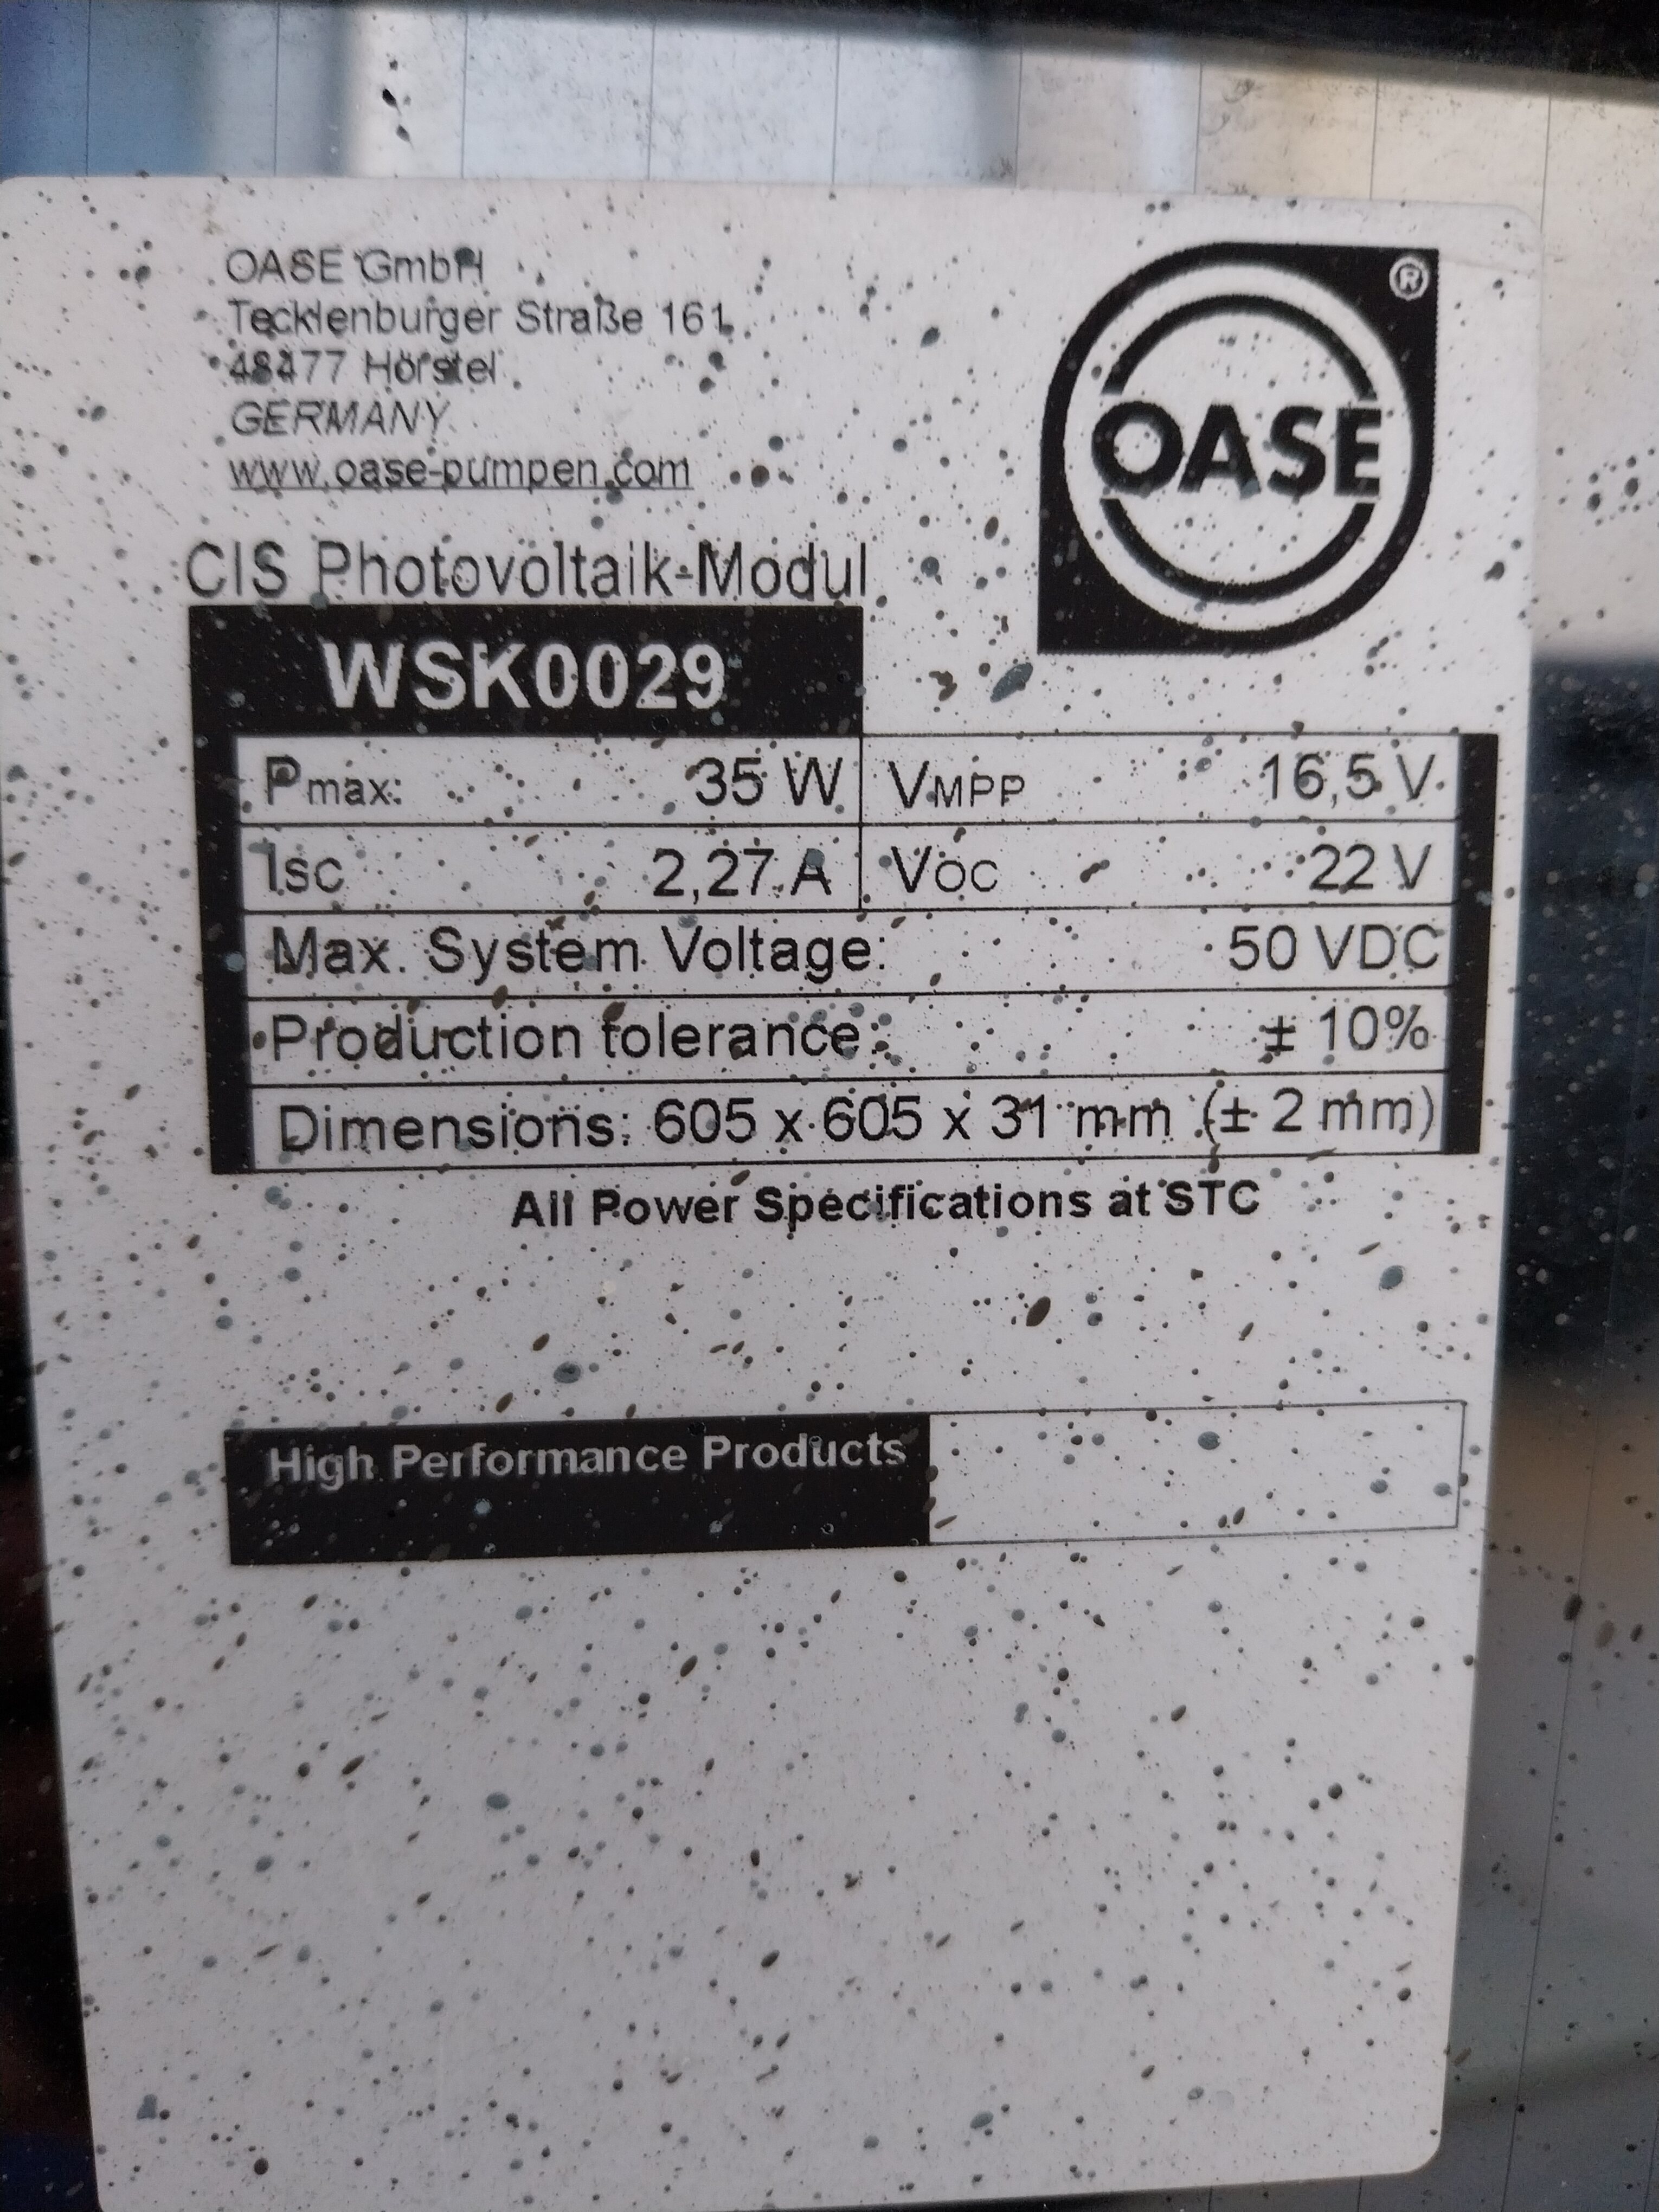 OASE GmbH
Tecklenburger Straße 161
48477 Hörstel
GERMANY
www.oase-pumpen.com
OASE ®
CIS Photovoltaik-Modul
WSK0029
Pmax: 35 W VMPP 16,5 V
Isc 2,27 A VOC 22 V
Max. System Voltage: 50 VDC
Production tolerance: ± 10%
Dimensions: 605 x 605 x 31 mm (± 2 mm)
All Power Specifications at STC
High Performance Products